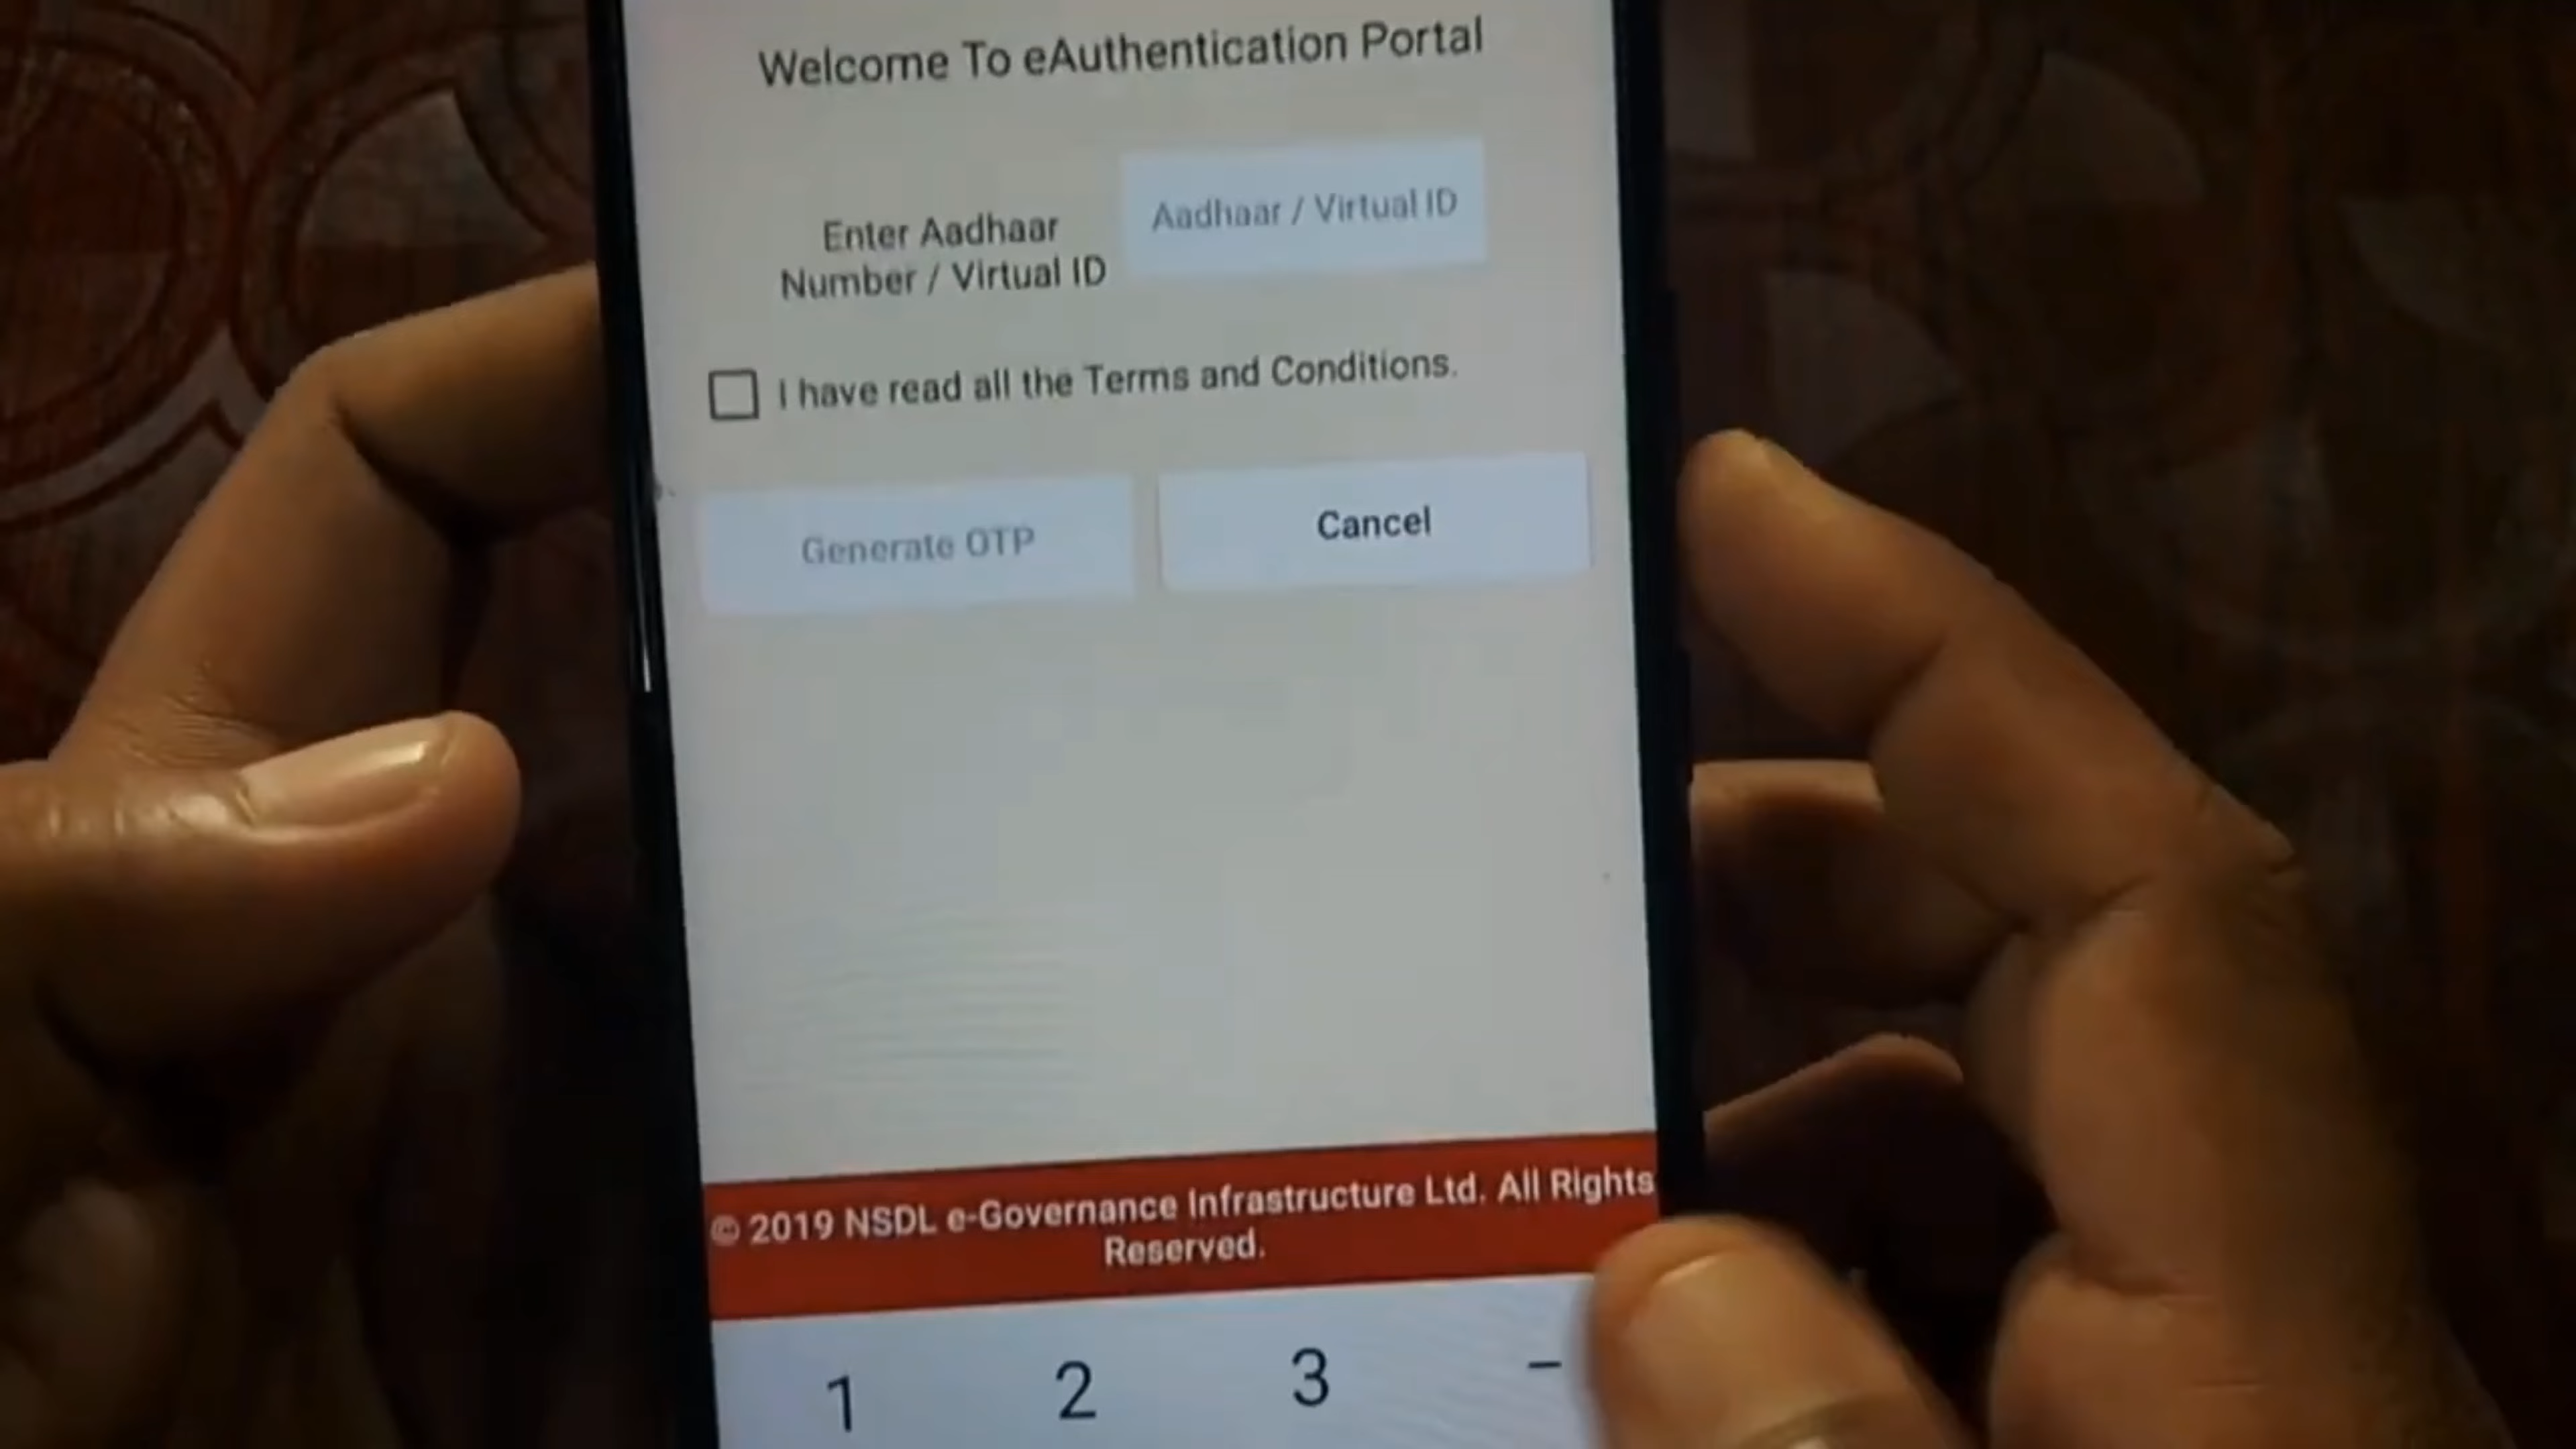 Welcome To eAuthentication Portal
Enter Aadhaar
Number / Virtual ID
Aadhaar / Virtual ID
I have read all the Terms and Conditions.
Generate OTP
Cancel
© 2019 NSDL e-Governance Infrastructure Ltd. All Rights
Reserved.
1 2 3 –